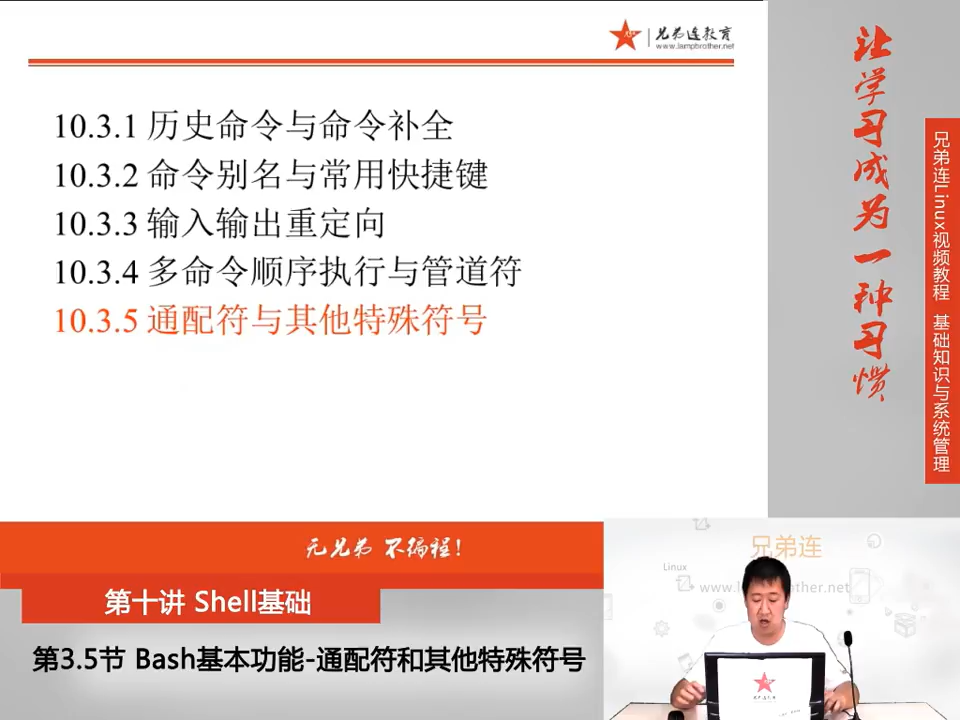 兄弟连教育
www.lampbrother.net
10.3.1 历史命令与命令补全
10.3.2 命令别名与常用快捷键
10.3.3 输入输出重定向
10.3.4 多命令顺序执行与管道符
10.3.5 通配符与其他特殊符号
让学习成为一种习惯
兄弟连Linux视频教程 基础知识与系统管理
无兄弟 不编程!
第十讲 Shell基础
第3.5节 Bash基本功能-通配符和其他特殊符号
兄弟连
Linux